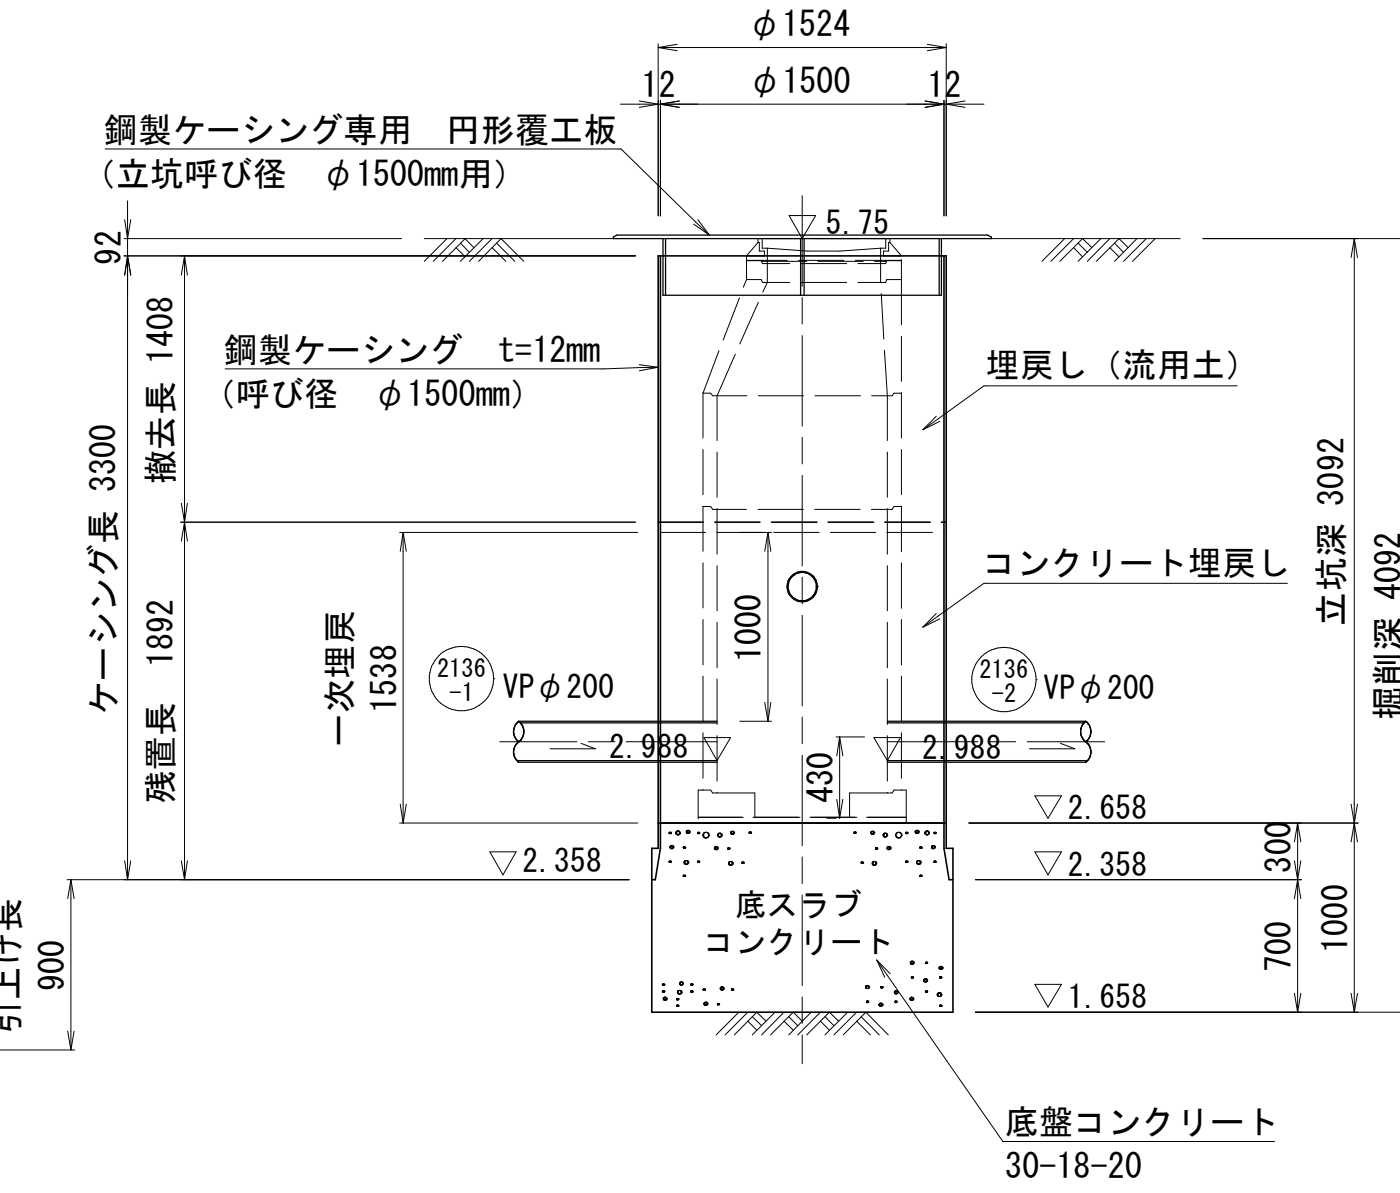 φ1524
12
φ1500
12
鋼製ケーシング専用　円形覆工板
(立坑呼び径　φ1500mm用)
5.75
92
ケーシング長 3300
撤去長 1408
残置長 1892
鋼製ケーシング　t=12mm
(呼び径　φ1500mm)
埋戻し（流用土）
コンクリート埋戻し
立坑深 3092
掘削深 4092
一次埋戻
1538
1000
2136
-1
VPφ200
2136
-2
VPφ200
2.988
2.988
430
2.658
2.358
2.358
300
700
1000
1.658
引上げ長
900
底スラブ
コンクリート
底盤コンクリート
30-18-20